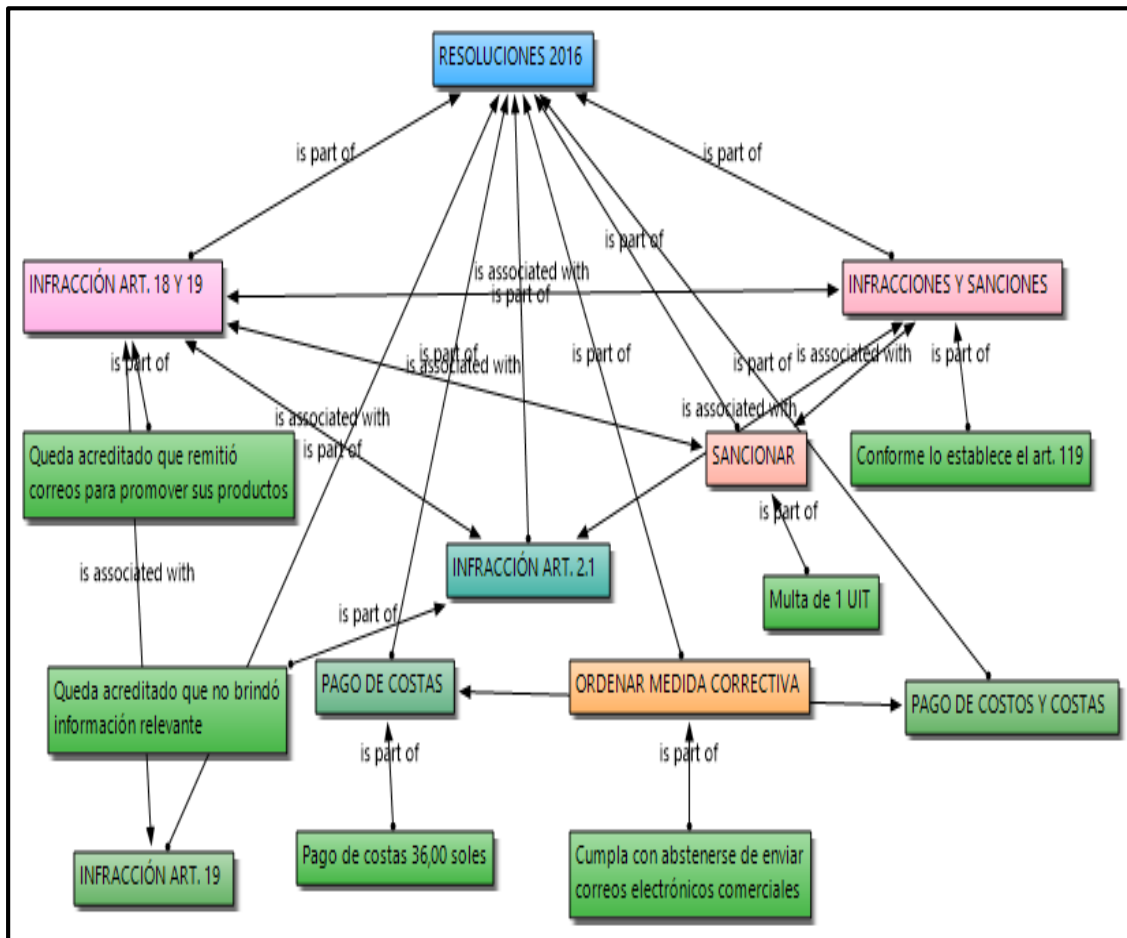 RESOLUCIONES 2016
is part of
is part of
is part of
is associated with
is part of
INFRACCIÓN ART. 18 Y 19
INFRACCIONES Y SANCIONES
is part of
is part of
is associated with
is part of
is part of
is associated with
is part of
is associated with
is associated with
is part of
Queda acreditado que remitió
correos para promover sus productos
SANCIONAR
Conforme lo establece el art. 119
is part of
is associated with
INFRACCIÓN ART. 2.1
Multa de 1 UIT
is part of
Queda acreditado que no brindó
información relevante
PAGO DE COSTAS
ORDENAR MEDIDA CORRECTIVA
PAGO DE COSTOS Y COSTAS
is part of
is part of
INFRACCIÓN ART. 19
Pago de costas 36,00 soles
Cumpla con abstenerse de enviar
correos electrónicos comerciales